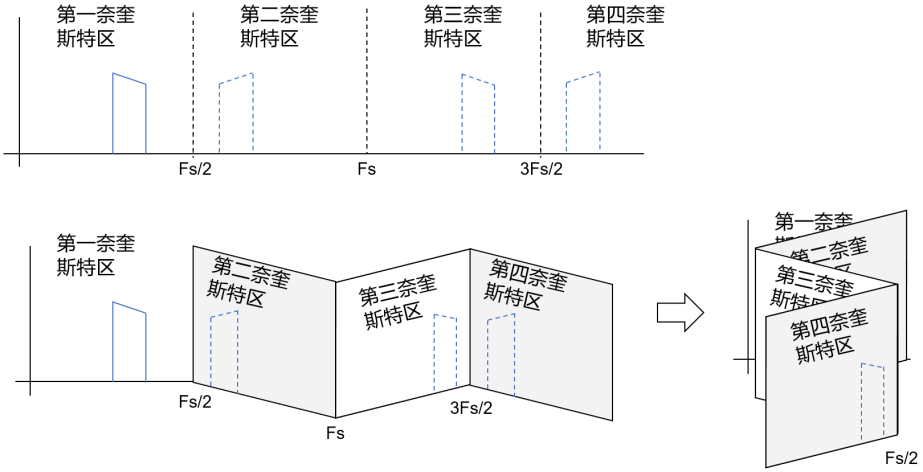 第一奈奎
斯特区
第二奈奎
斯特区
第三奈奎
斯特区
第四奈奎
斯特区
Fs/2
Fs
3Fs/2
第一奈奎
斯特区
第二奈奎
斯特区
第三奈奎
斯特区
第四奈奎
斯特区
Fs/2
Fs
3Fs/2
第一奈奎
第二奈奎
第三奈奎
斯特区
第四奈奎
斯特区
Fs/2